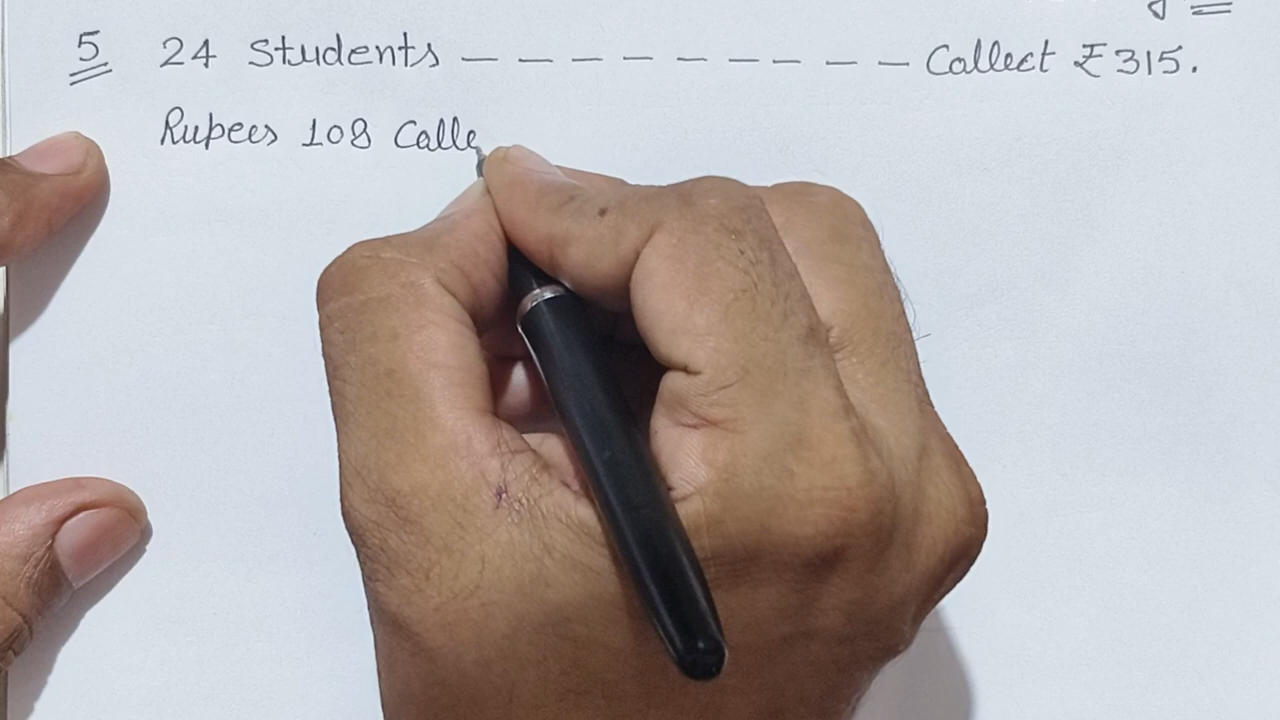 5 24 Students — — — — — — — — — Collect ₹315.
Rupees 108 Calle